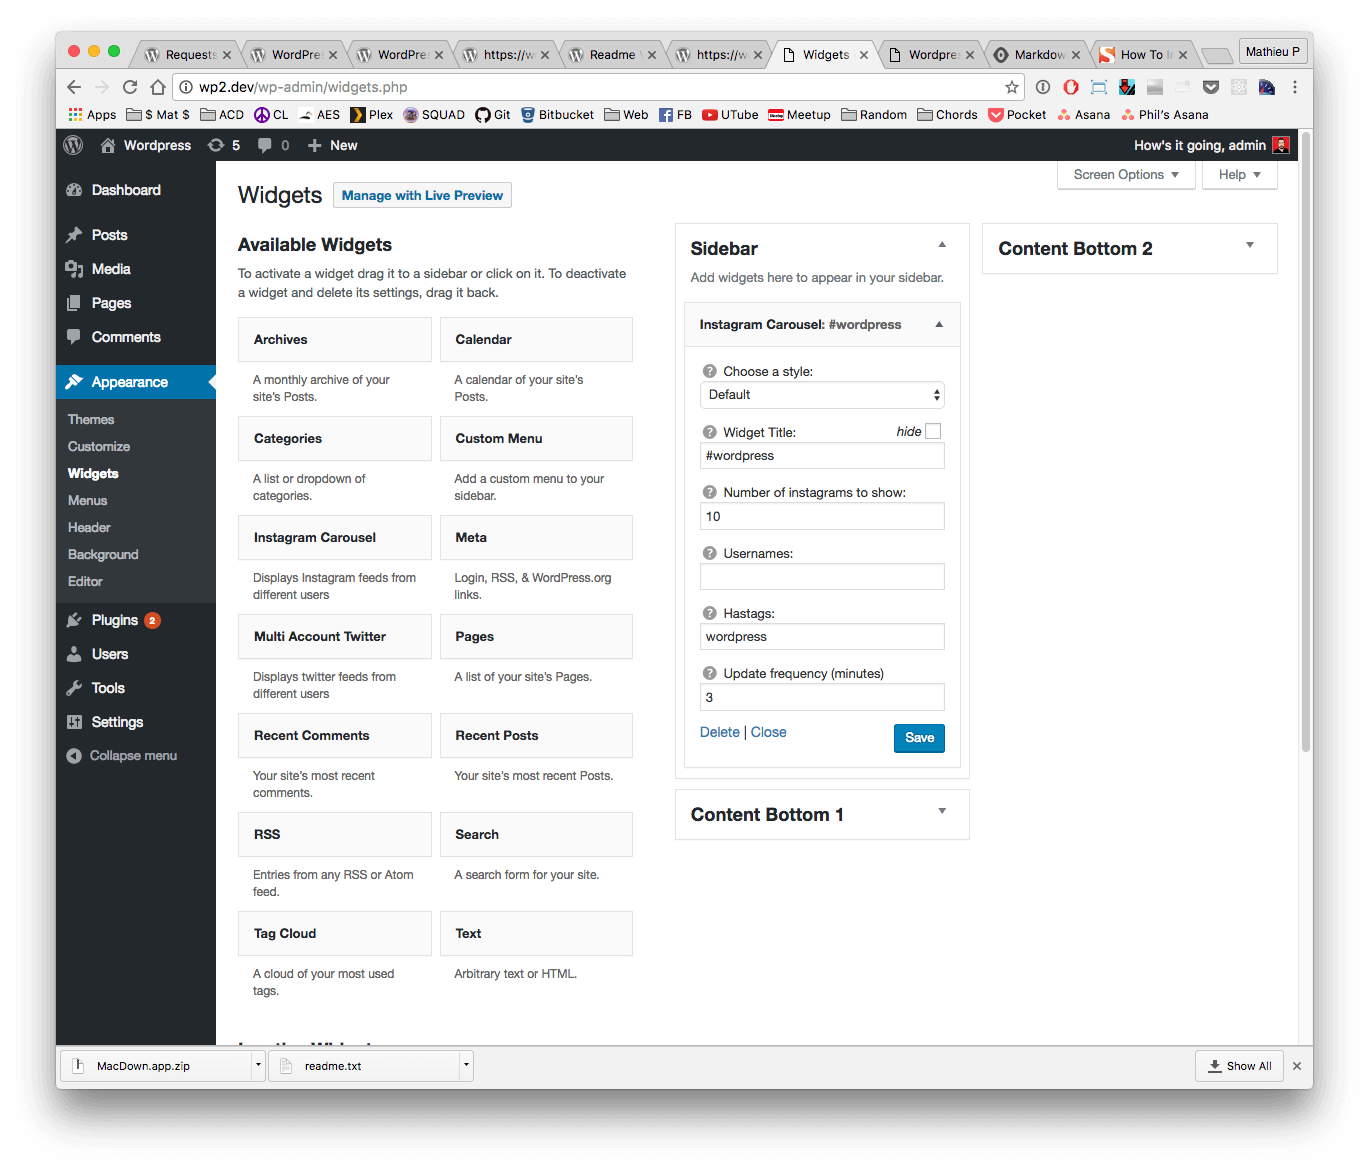 Requests
WordPre
WordPre
https://w
Readme
https://w
Widgets
Wordpres
Markdow
How To I
Mathieu P
wp2.dev/wp-admin/widgets.php
Apps
$ Mat $
ACD
CL
AES
Plex
SQUAD
Git
Bitbucket
Web
FB
UTube
Meetup
Random
Chords
Pocket
Asana
Phil's Asana
Wordpress
5
0
New
How's it going, admin
Dashboard
Posts
Media
Pages
Comments
Appearance
Themes
Customize
Widgets
Menus
Header
Background
Editor
Plugins 2
Users
Tools
Settings
Collapse menu
Screen Options
Help
Widgets
Manage with Live Preview
Available Widgets
To activate a widget drag it to a sidebar or click on it. To deactivate
a widget and delete its settings, drag it back.
Archives
A monthly archive of your
site's Posts.
Calendar
A calendar of your site's
Posts.
Categories
A list or dropdown of
categories.
Custom Menu
Add a custom menu to your
sidebar.
Instagram Carousel
Displays Instagram feeds from
different users
Meta
Login, RSS, & WordPress.org
links.
Multi Account Twitter
Displays twitter feeds from
different users
Pages
A list of your site's Pages.
Recent Comments
Your site's most recent
comments.
Recent Posts
Your site's most recent Posts.
RSS
Entries from any RSS or Atom
feed.
Search
A search form for your site.
Tag Cloud
A cloud of your most used
tags.
Text
Arbitrary text or HTML.
Sidebar
Add widgets here to appear in your sidebar.
Instagram Carousel: #wordpress
Choose a style:
Default
Widget Title:
hide
#wordpress
Number of instagrams to show:
10
Usernames:
Hastags:
wordpress
Update frequency (minutes)
3
Delete | Close
Save
Content Bottom 1
Content Bottom 2
MacDown.app.zip
readme.txt
Show All